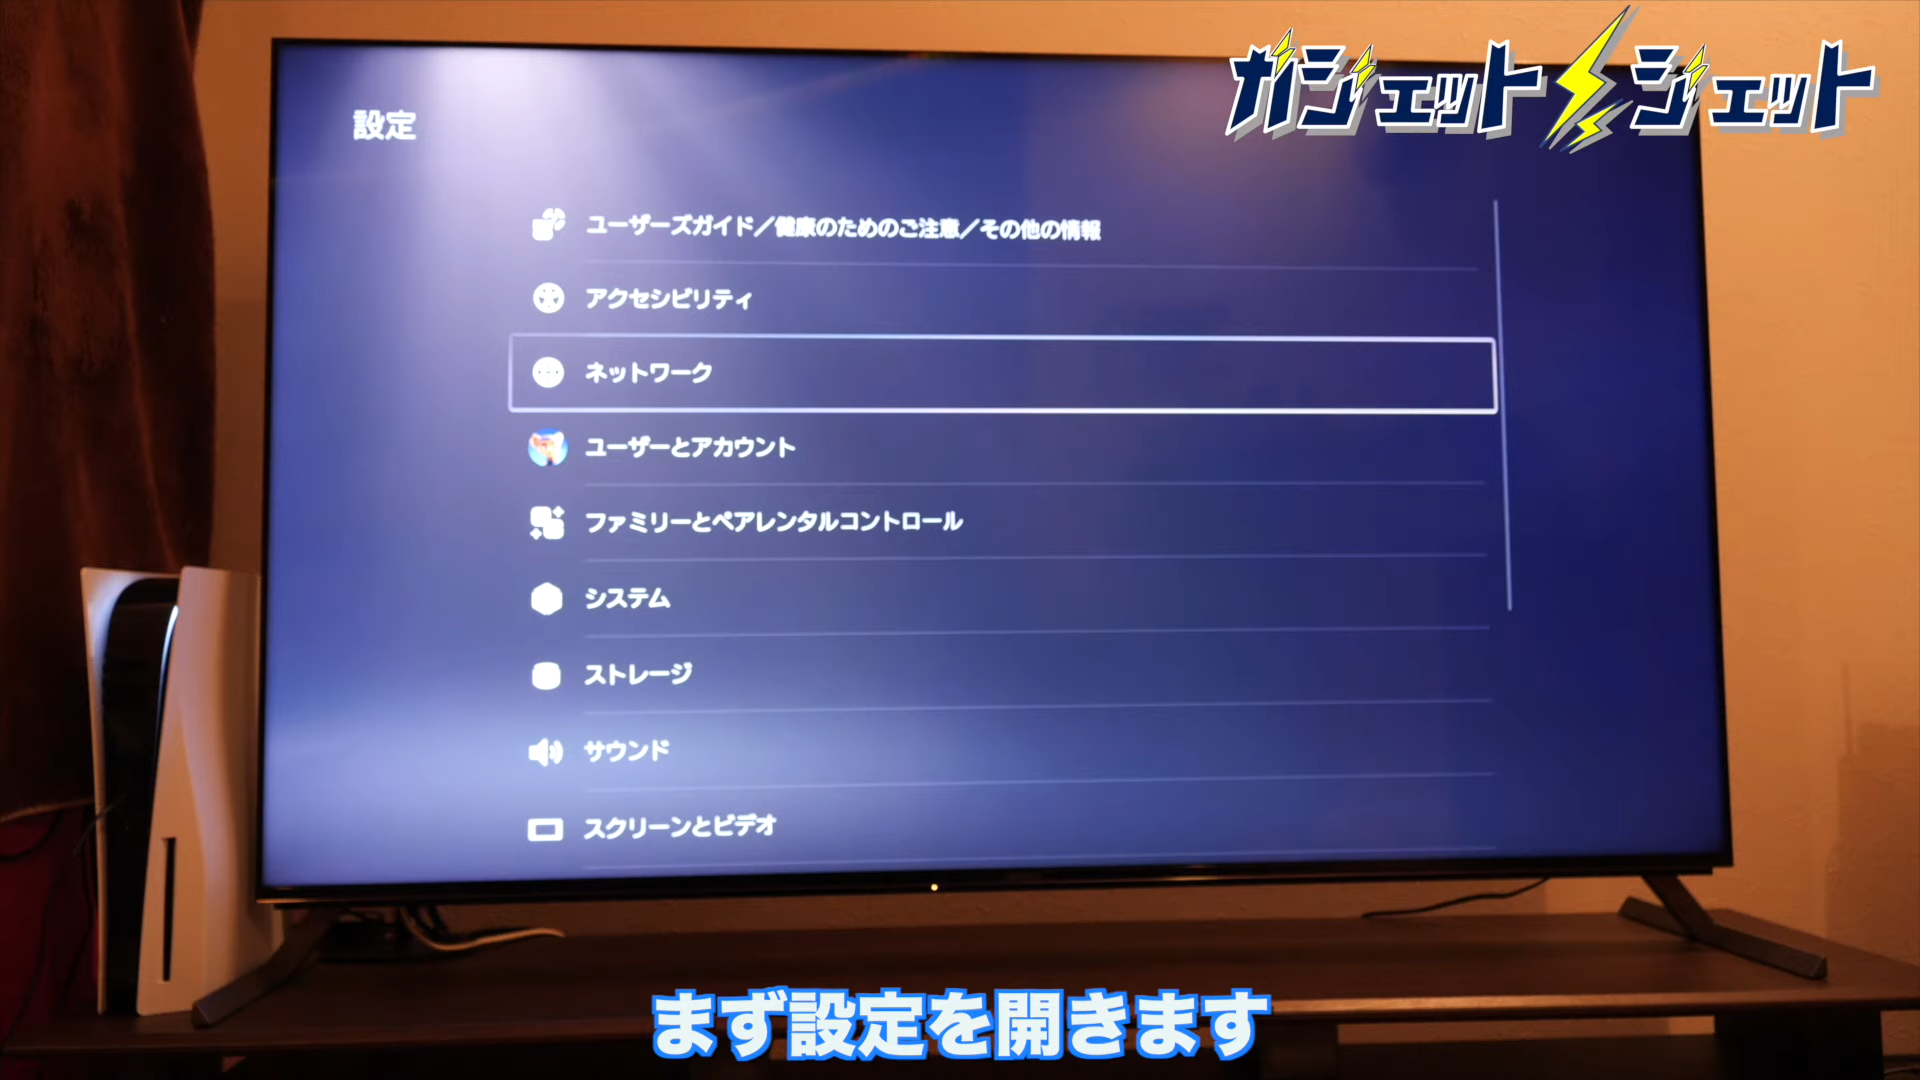 ガジェットジェット
設定
ユーザーズガイド／健康のためのご注意／その他の情報
アクセシビリティ
ネットワーク
ユーザーとアカウント
ファミリーとペアレンタルコントロール
システム
ストレージ
サウンド
スクリーンとビデオ
まず設定を開きます